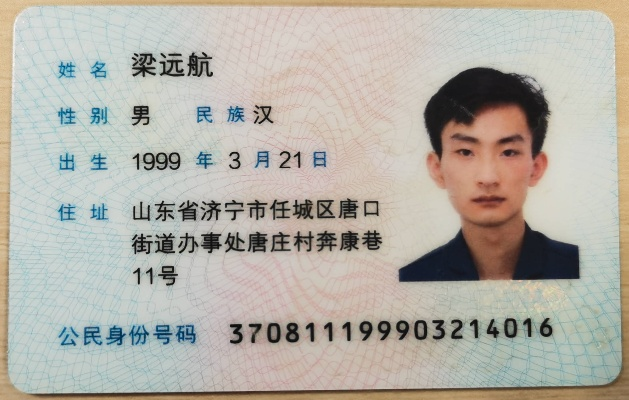 姓名 梁远航
性别 男 民族 汉
出生 1999 年 3 月 21 日
住址 山东省济宁市任城区唐口
街道办事处唐庄村奔康巷
11号
公民身份号码 370811199903214016